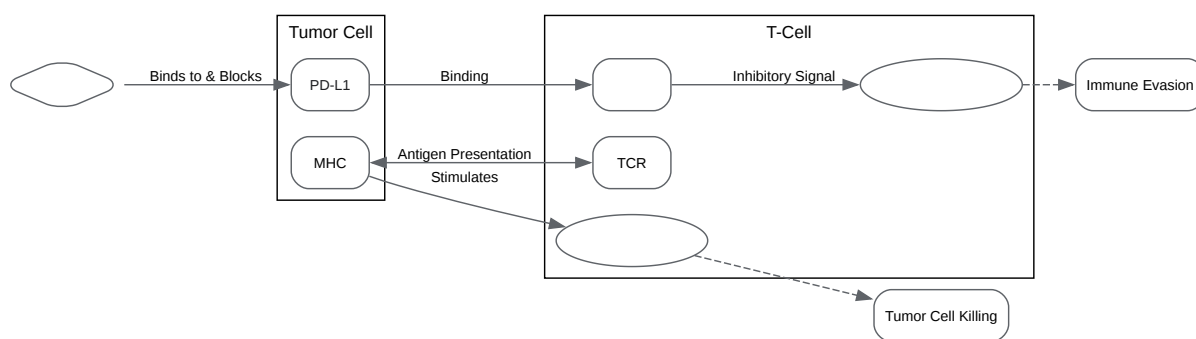 Tumor Cell
T-Cell
Binds to & Blocks
PD-L1
Binding
Inhibitory Signal
Immune Evasion
MHC
Antigen Presentation
TCR
Stimulates
Tumor Cell Killing